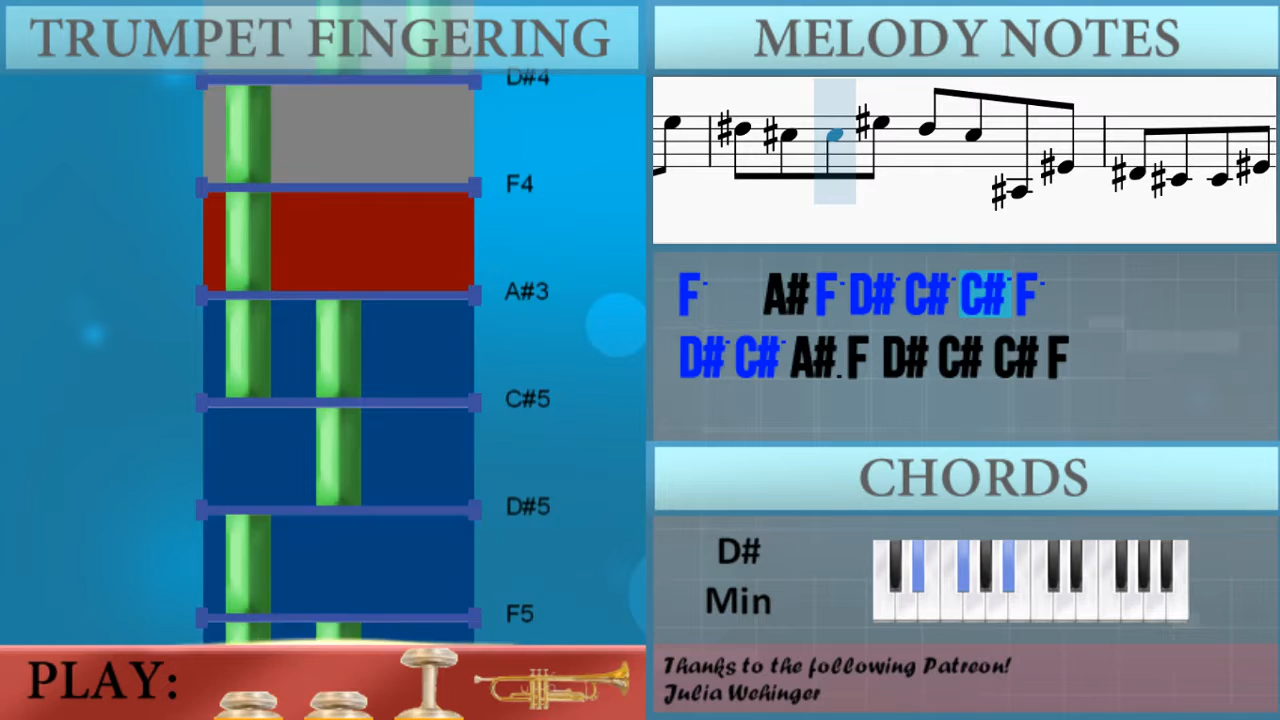 TRUMPET FINGERING
D#4
F4
A#3
C#5
D#5
F5
PLAY:
MELODY NOTES
F- A# F- D#- C#- C#- F-
D#- C#- A#. F D# C# C# F
CHORDS
D#
Min
Thanks to the following Patreon!
Julia Wehinger